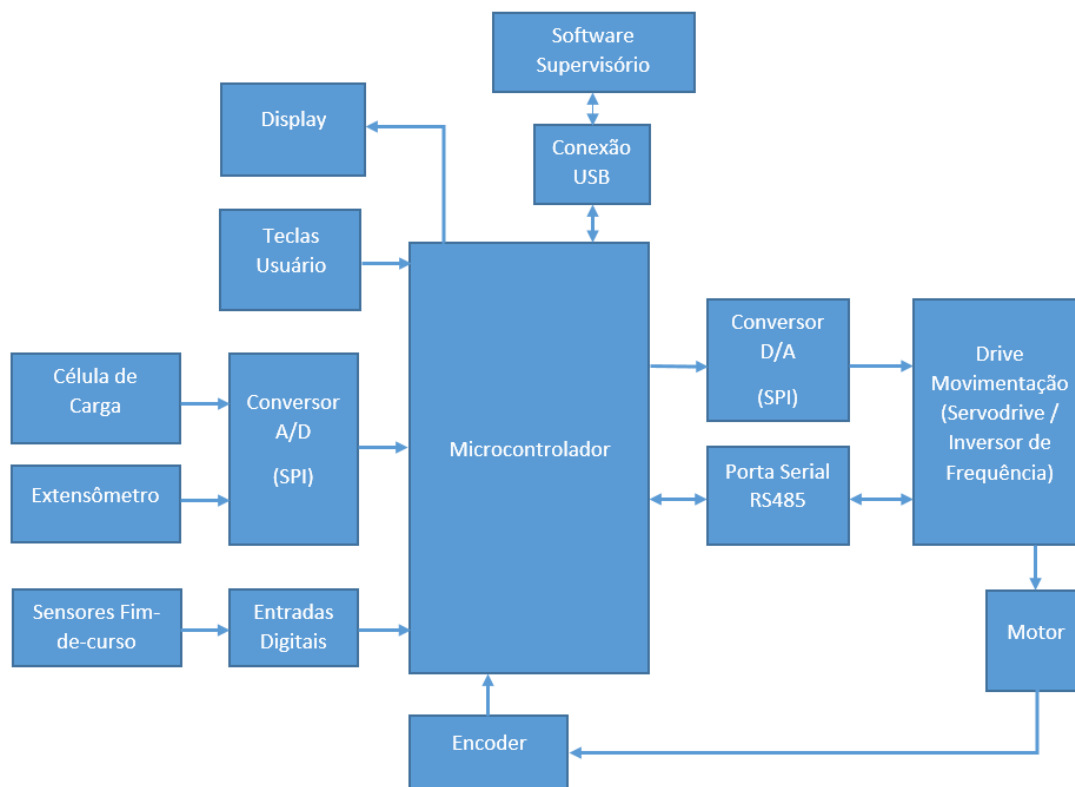 Software
Supervisório
Display
Conexão
USB
Teclas
Usuário
Conversor
D/A
(SPI)
Drive
Movimentação
(Servodrive /
Inversor de
Frequência)
Célula de
Carga
Conversor
A/D
(SPI)
Microcontrolador
Extensômetro
Porta Serial
RS485
Sensores Fim-
de-curso
Entradas
Digitais
Motor
Encoder